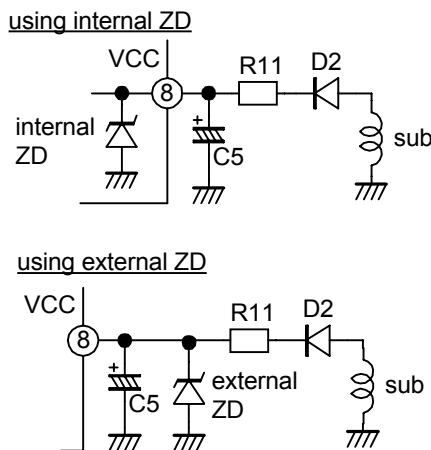 using internal ZD
VCC
R11
D2
8
+
internal
ZD
C5
sub
using external ZD
VCC
R11
D2
8
+
C5
external
ZD
sub